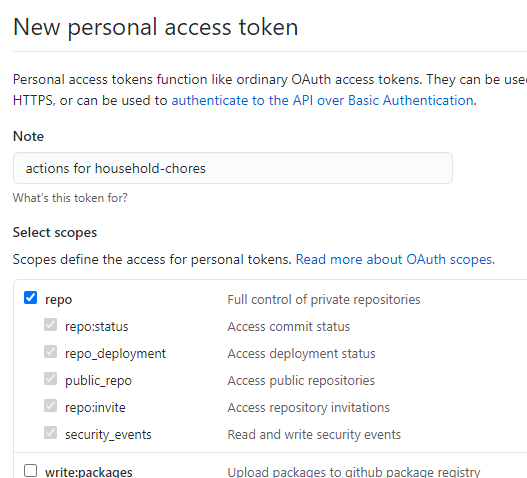 New personal access token
Personal access tokens function like ordinary OAuth access tokens. They can be use
HTTPS, or can be used to authenticate to the API over Basic Authentication.
Note
actions for household-chores
What's this token for?
Select scopes
Scopes define the access for personal tokens. Read more about OAuth scopes.
repo Full control of private repositories
repo:status Access commit status
repo_deployment Access deployment status
public_repo Access public repositories
repo:invite Access repository invitations
security_events Read and write security events
write:packages Upload packages to github package registry